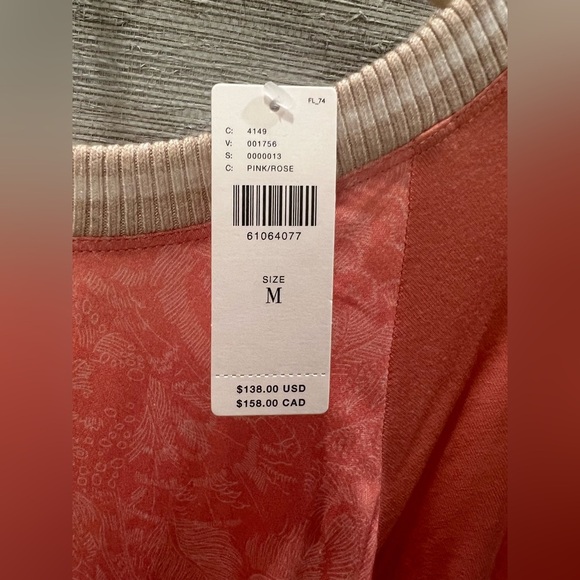 FL_74
C: 4149
V: 001756
S: 0000013
C: PINK/ROSE
61064077
SIZE
M
$138.00 USD
$158.00 CAD